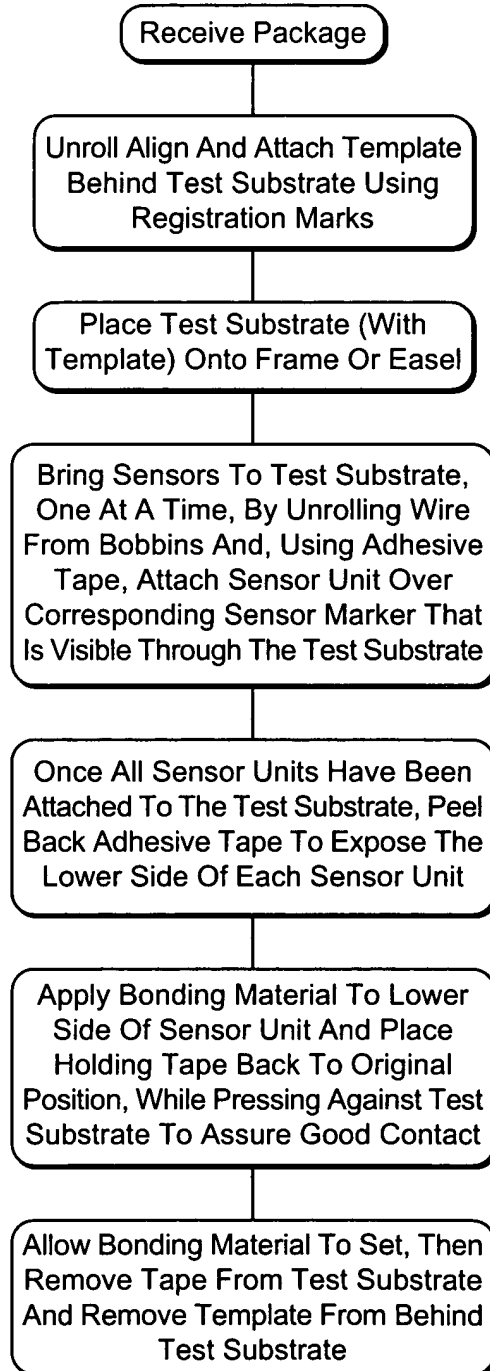 Receive Package
Unroll Align And Attach Template
Behind Test Substrate Using
Registration Marks
Place Test Substrate (With
Template) Onto Frame Or Easel
Bring Sensors To Test Substrate,
One At A Time, By Unrolling Wire
From Bobbins And, Using Adhesive
Tape, Attach Sensor Unit Over
Corresponding Sensor Marker That
Is Visible Through The Test Substrate
Once All Sensor Units Have Been
Attached To The Test Substrate, Peel
Back Adhesive Tape To Expose The
Lower Side Of Each Sensor Unit
Apply Bonding Material To Lower
Side Of Sensor Unit And Place
Holding Tape Back To Original
Position, While Pressing Against Test
Substrate To Assure Good Contact
Allow Bonding Material To Set, Then
Remove Tape From Test Substrate
And Remove Template From Behind
Test Substrate